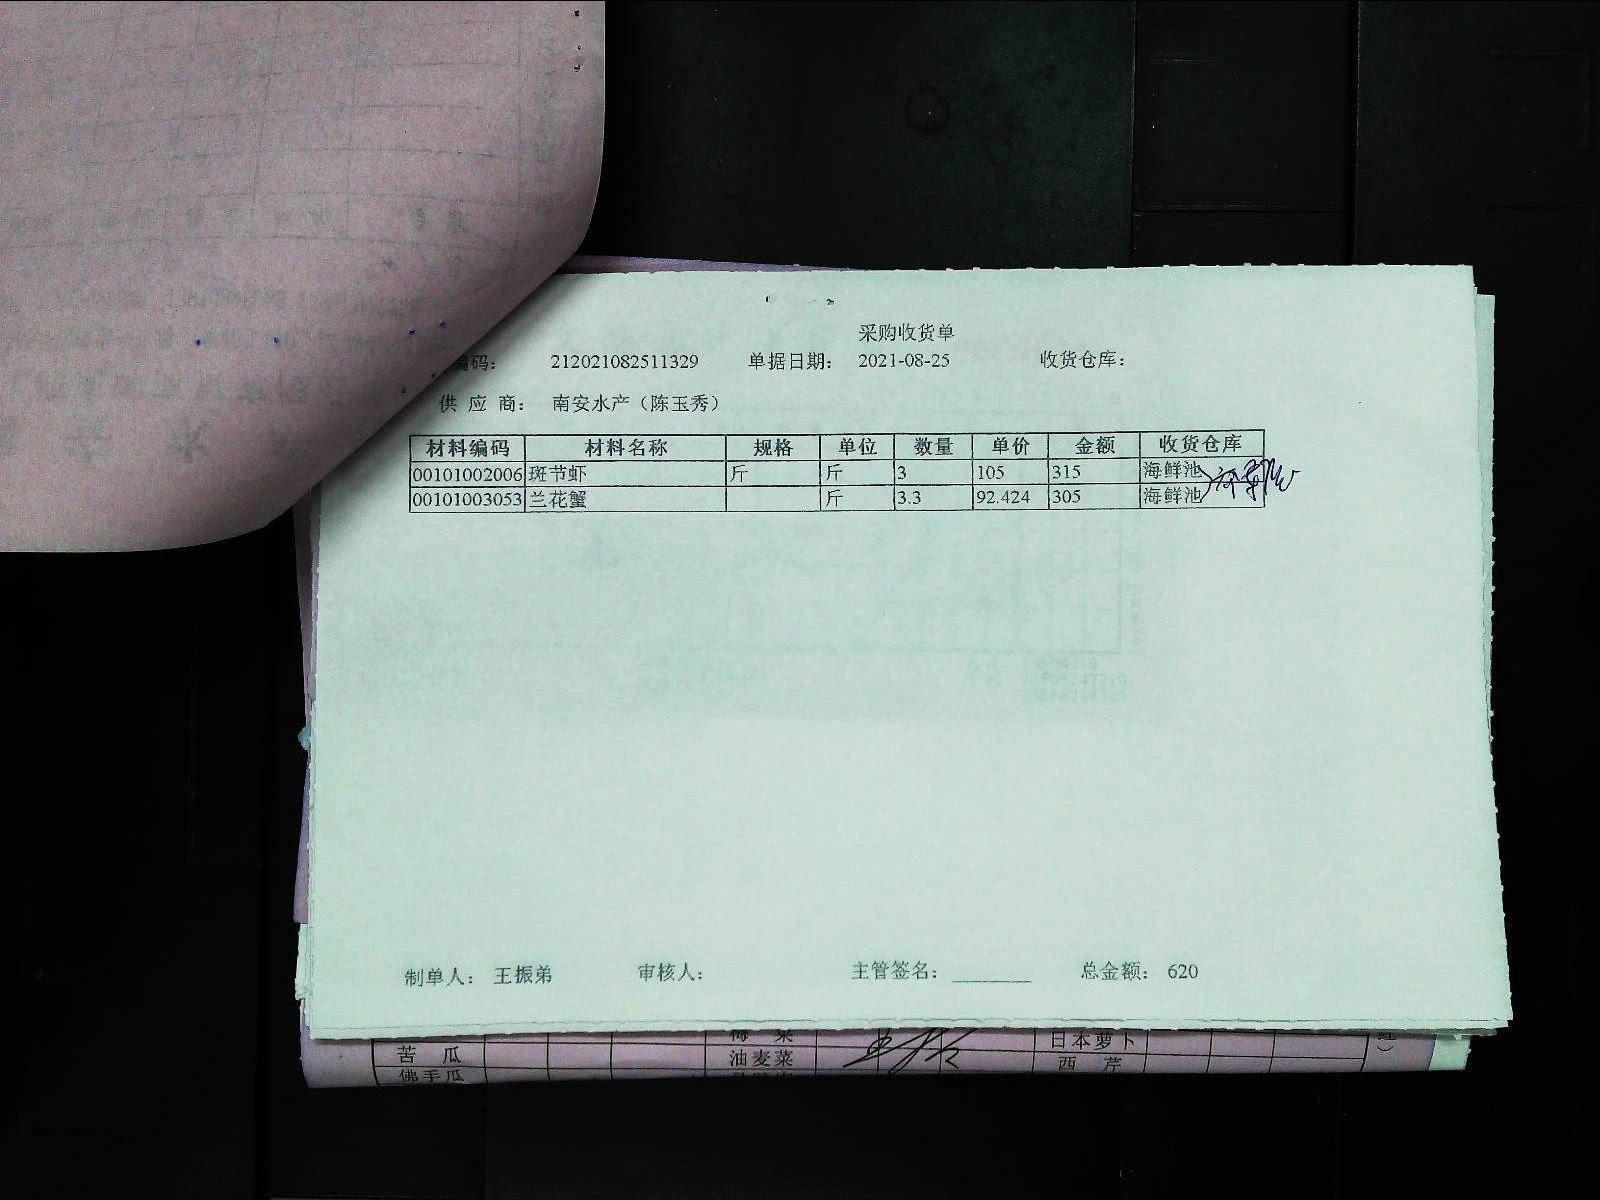 采购收货单
编码： 212021082511329 单据日期： 2021-08-25 收货仓库：
供 应 商： 南安水产（陈玉秀）
材料编码 材料名称 规格 单位 数量 单价 金额 收货仓库
00101002006 斑节虾 斤 斤 3 105 315 海鲜池
00101003053 兰花蟹 斤 3.3 92.424 305 海鲜池
制单人： 王振弟 审核人： 主管签名： 总金额： 620
日本萝卜
苦 瓜 油麦菜 西 芹
佛手瓜